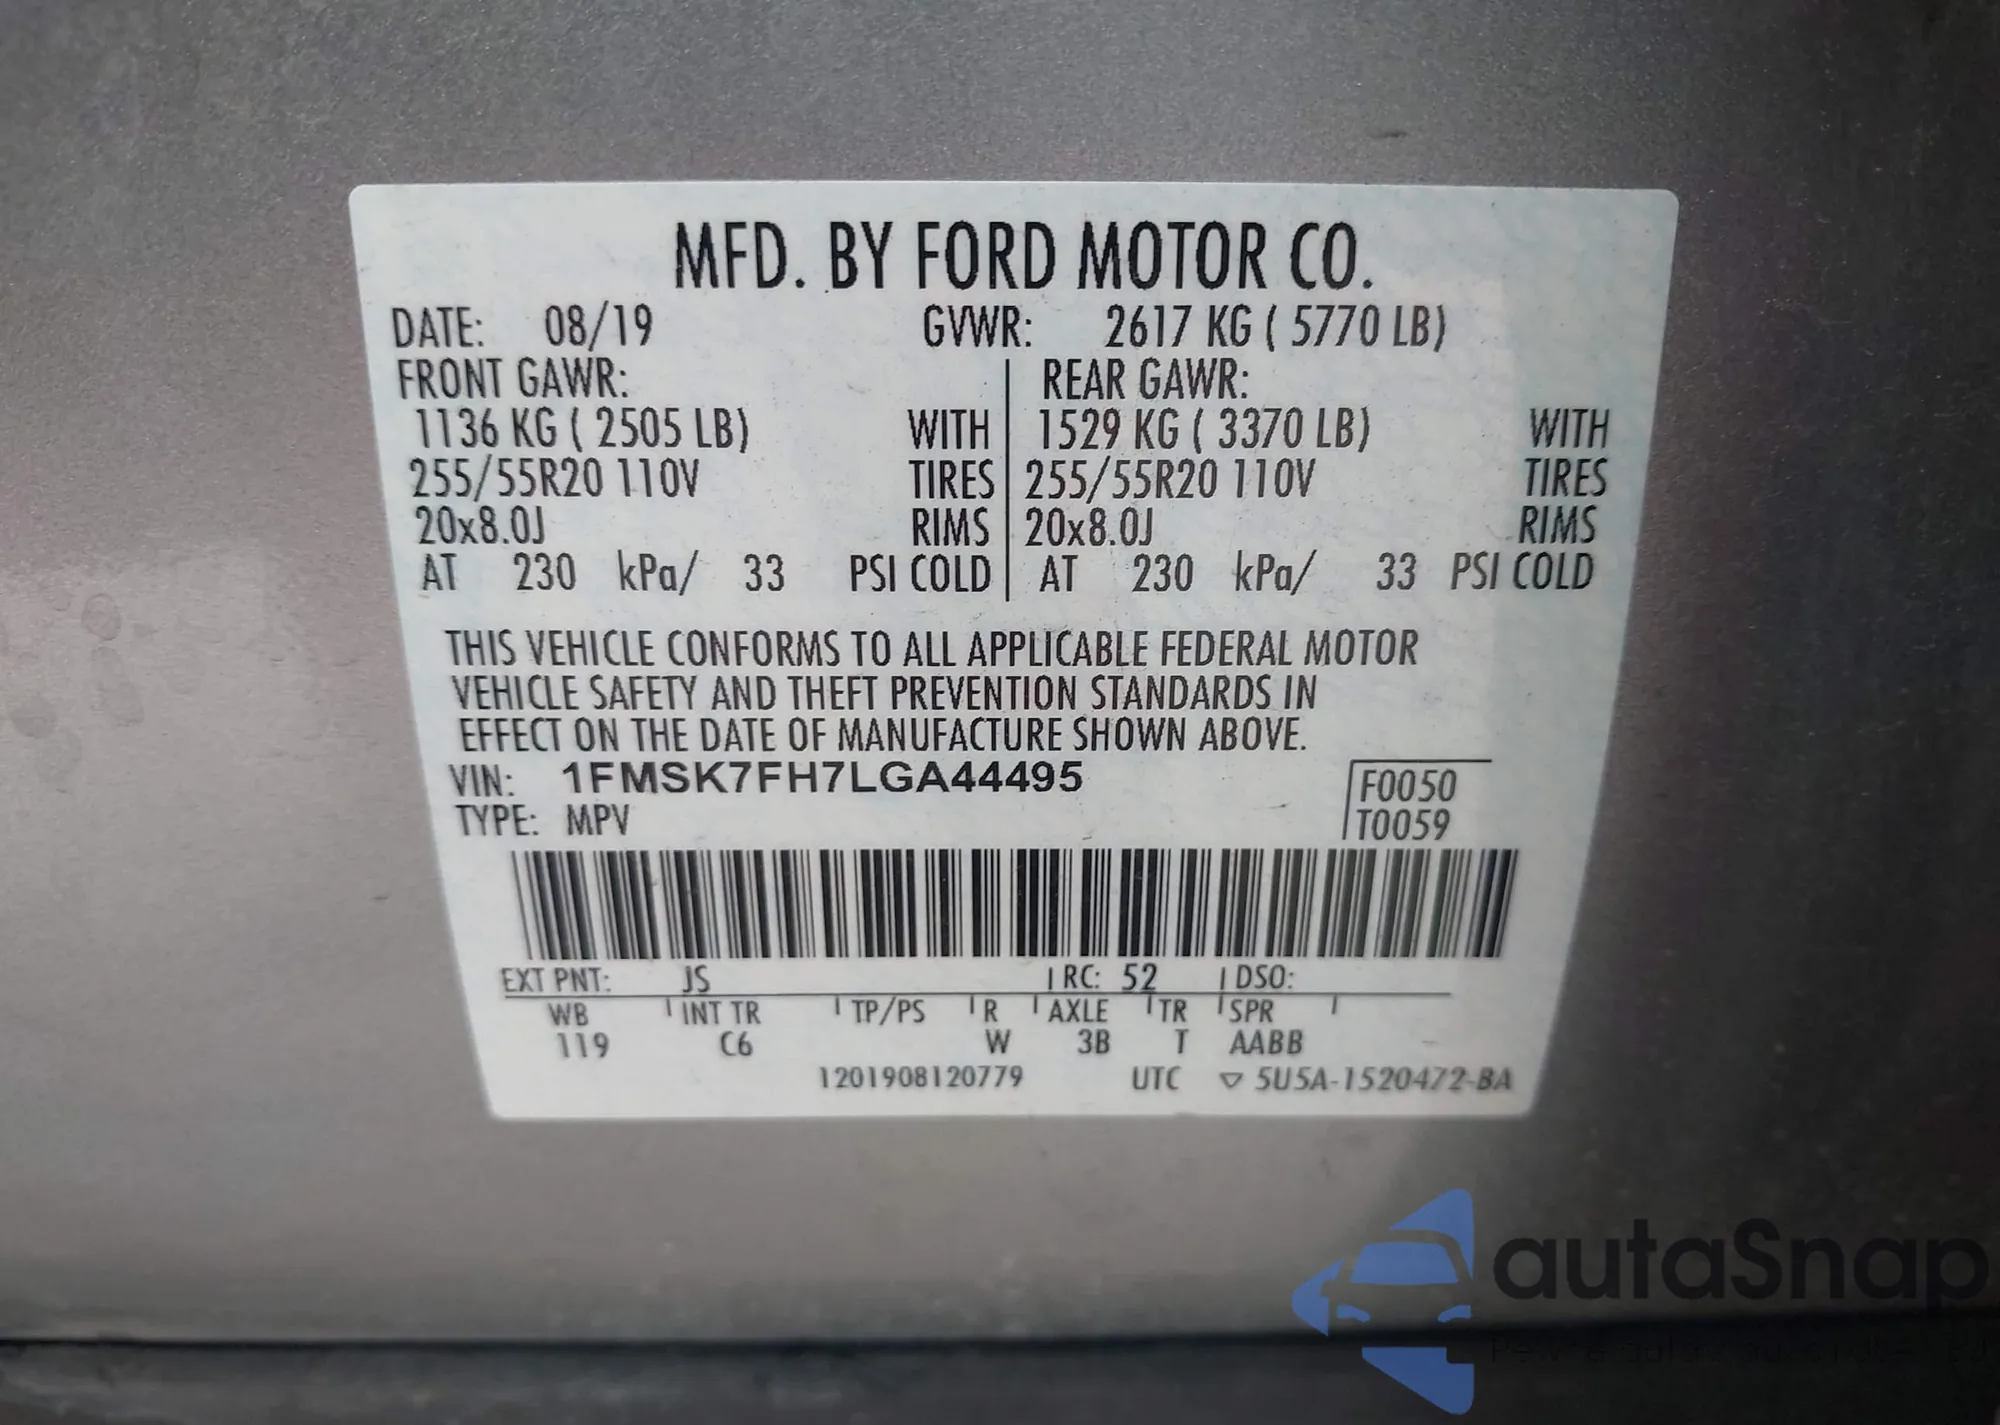 MFD. BY FORD MOTOR CO.
DATE: 08/19 GVWR: 2617 KG ( 5770 LB)
FRONT GAWR: REAR GAWR:
1136 KG ( 2505 LB) WITH 1529 KG ( 3370 LB) WITH
255/55R20 110V TIRES 255/55R20 110V TIRES
20x8.0J RIMS 20x8.0J RIMS
AT 230 kPa/ 33 PSI COLD AT 230 kPa/ 33 PSI COLD
THIS VEHICLE CONFORMS TO ALL APPLICABLE FEDERAL MOTOR
VEHICLE SAFETY AND THEFT PREVENTION STANDARDS IN
EFFECT ON THE DATE OF MANUFACTURE SHOWN ABOVE.
VIN: 1FMSK7FH7LGA44495 F0050
TYPE: MPV T0059
EXT PNT: JS RC: 52 DSO:
WB INT TR TP/PS R AXLE TR SPR
119 C6 W 3B T AABB
1201908120779 UTC ▽ 5U5A-1520472-BA
autaSnap